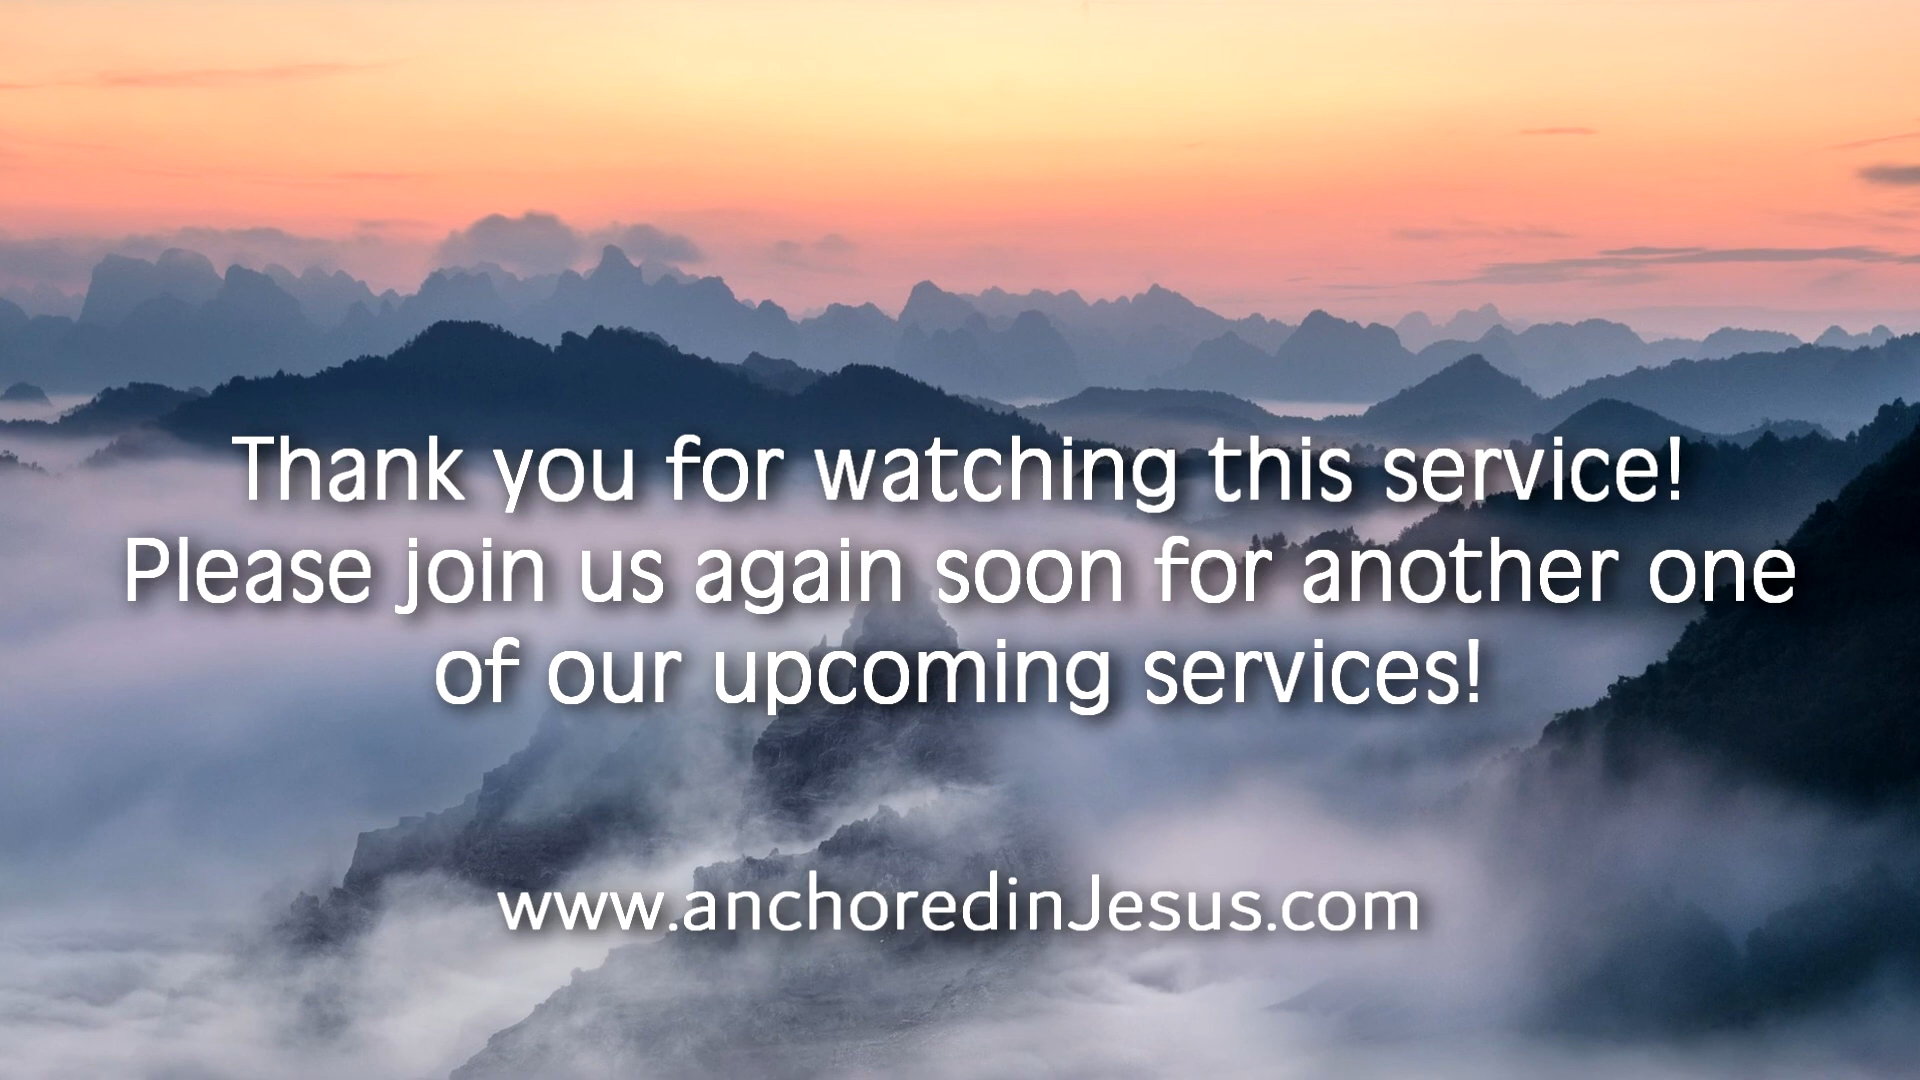 Thank you for watching this service!
Please join us again soon for another one
of our upcoming services!
www.anchoredinJesus.com